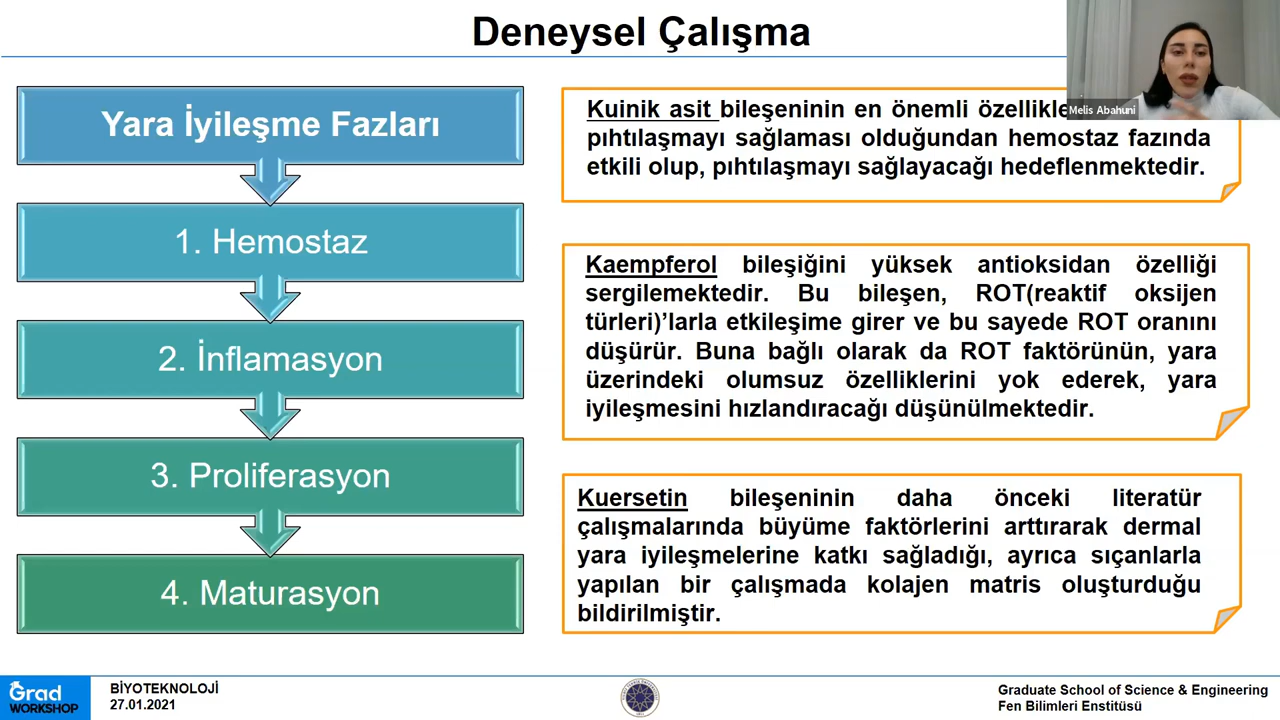 Deneysel Çalışma
Melis Abahuni
Yara İyileşme Fazları
1. Hemostaz
2. İnflamasyon
3. Proliferasyon
4. Maturasyon
Kuinik asit bileşeninin en önemli
pıhtılaşmayı sağlaması olduğundan hemostaz fazında
etkili olup, pıhtılaşmayı sağlayacağı hedeflenmektedir.
Kaempferol bileşiğini yüksek antioksidan özelliği
sergilemektedir. Bu bileşen, ROT(reaktif oksijen
türleri)’larla etkileşime girer ve bu sayede ROT oranını
düşürür. Buna bağlı olarak da ROT faktörünün, yara
üzerindeki olumsuz özelliklerini yok ederek, yara
iyileşmesini hızlandıracağı düşünülmektedir.
Kuersetin bileşeninin daha önceki literatür
çalışmalarında büyüme faktörlerini arttırarak dermal
yara iyileşmelerine katkı sağladığı, ayrıca sıçanlarla
yapılan bir çalışmada kolajen matris oluşturduğu
bildirilmiştir.
Grad
WORKSHOP
BİYOTEKNOLOJİ
27.01.2021
Graduate School of Science & Engineering
Fen Bilimleri Enstitüsü